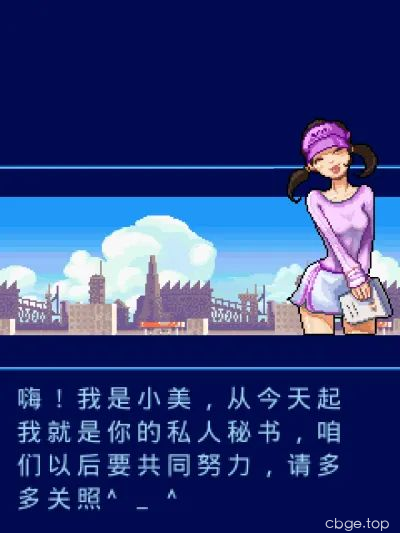 嗨！我是小美，从今天起
我就是你的私人秘书，咱
们以后要共同努力，请多
多关照^_^
cbge.top